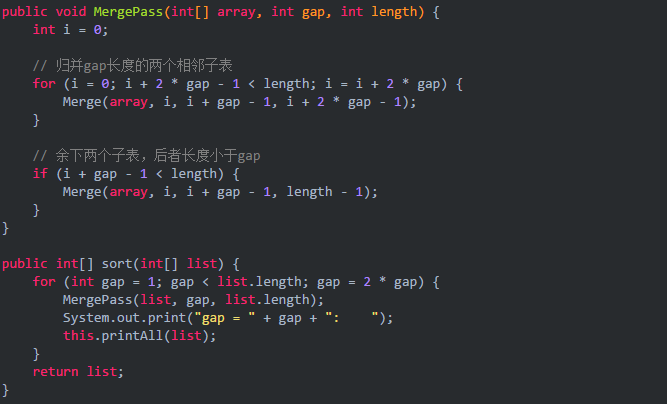 public void MergePass(int[] array, int gap, int length) {
    int i = 0;

    // 归并gap长度的两个相邻子表
    for (i = 0; i + 2 * gap - 1 < length; i = i + 2 * gap) {
        Merge(array, i, i + gap - 1, i + 2 * gap - 1);
    }

    // 余下两个子表，后者长度小于gap
    if (i + gap - 1 < length) {
        Merge(array, i, i + gap - 1, length - 1);
    }
}

public int[] sort(int[] list) {
    for (int gap = 1; gap < list.length; gap = 2 * gap) {
        MergePass(list, gap, list.length);
        System.out.print("gap = " + gap + ":    ");
        this.printAll(list);
    }
    return list;
}